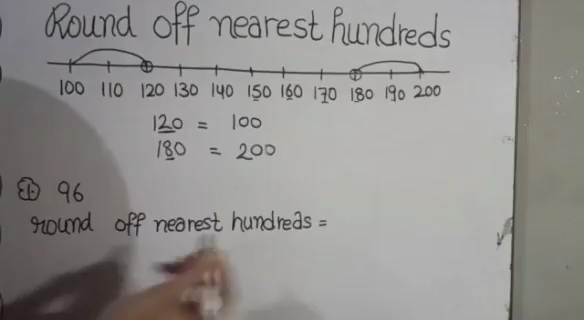 Round off nearest hundreds
100 110 120 130 140 150 160 170 180 190 200
120 = 100
180 = 200
① 96
round off nearest hundreds =